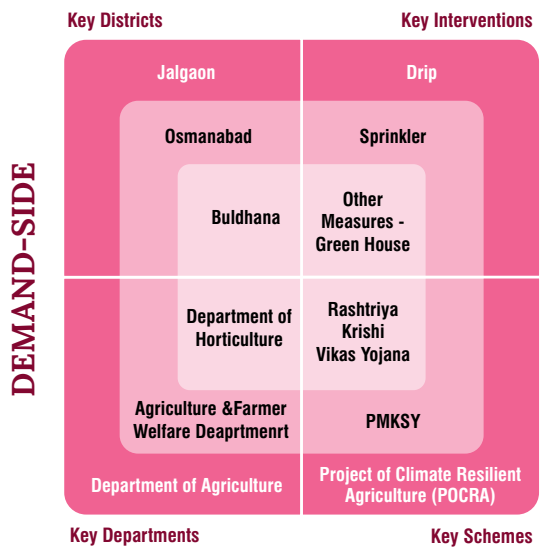 Key Districts
Key Interventions
Jalgaon
Drip
Osmanabad
Sprinkler
Buldhana
Other
Measures -
Green House
DEMAND-SIDE
Department of
Horticulture
Rashtriya
Krishi
Vikas Yojana
Agriculture &Farmer
Welfare Deaprtmenrt
PMKSY
Department of Agriculture
Project of Climate Resilient
Agriculture (POCRA)
Key Departments
Key Schemes